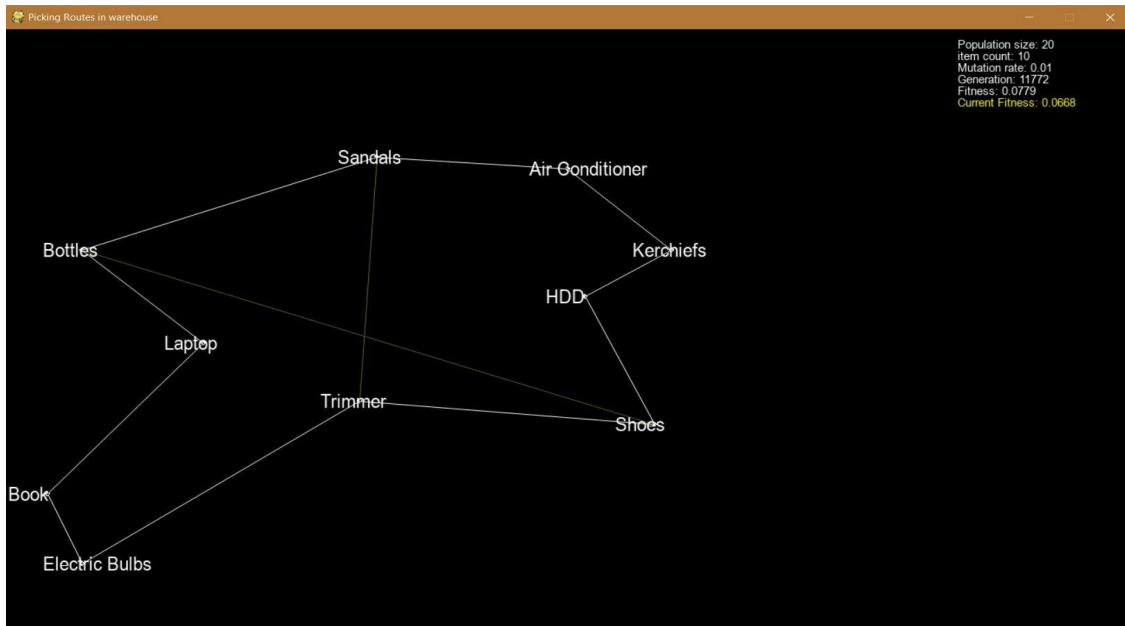 Picking Routes in warehouse
Population size: 20
item count: 10
Mutation rate: 0.01
Generation: 11772
Fitness: 0.0779
Current Fitness: 0.0668
Sandals
Air Conditioner
Bottles
Kerchiefs
HDD
Laptop
Trimmer
Shoes
Book
Electric Bulbs